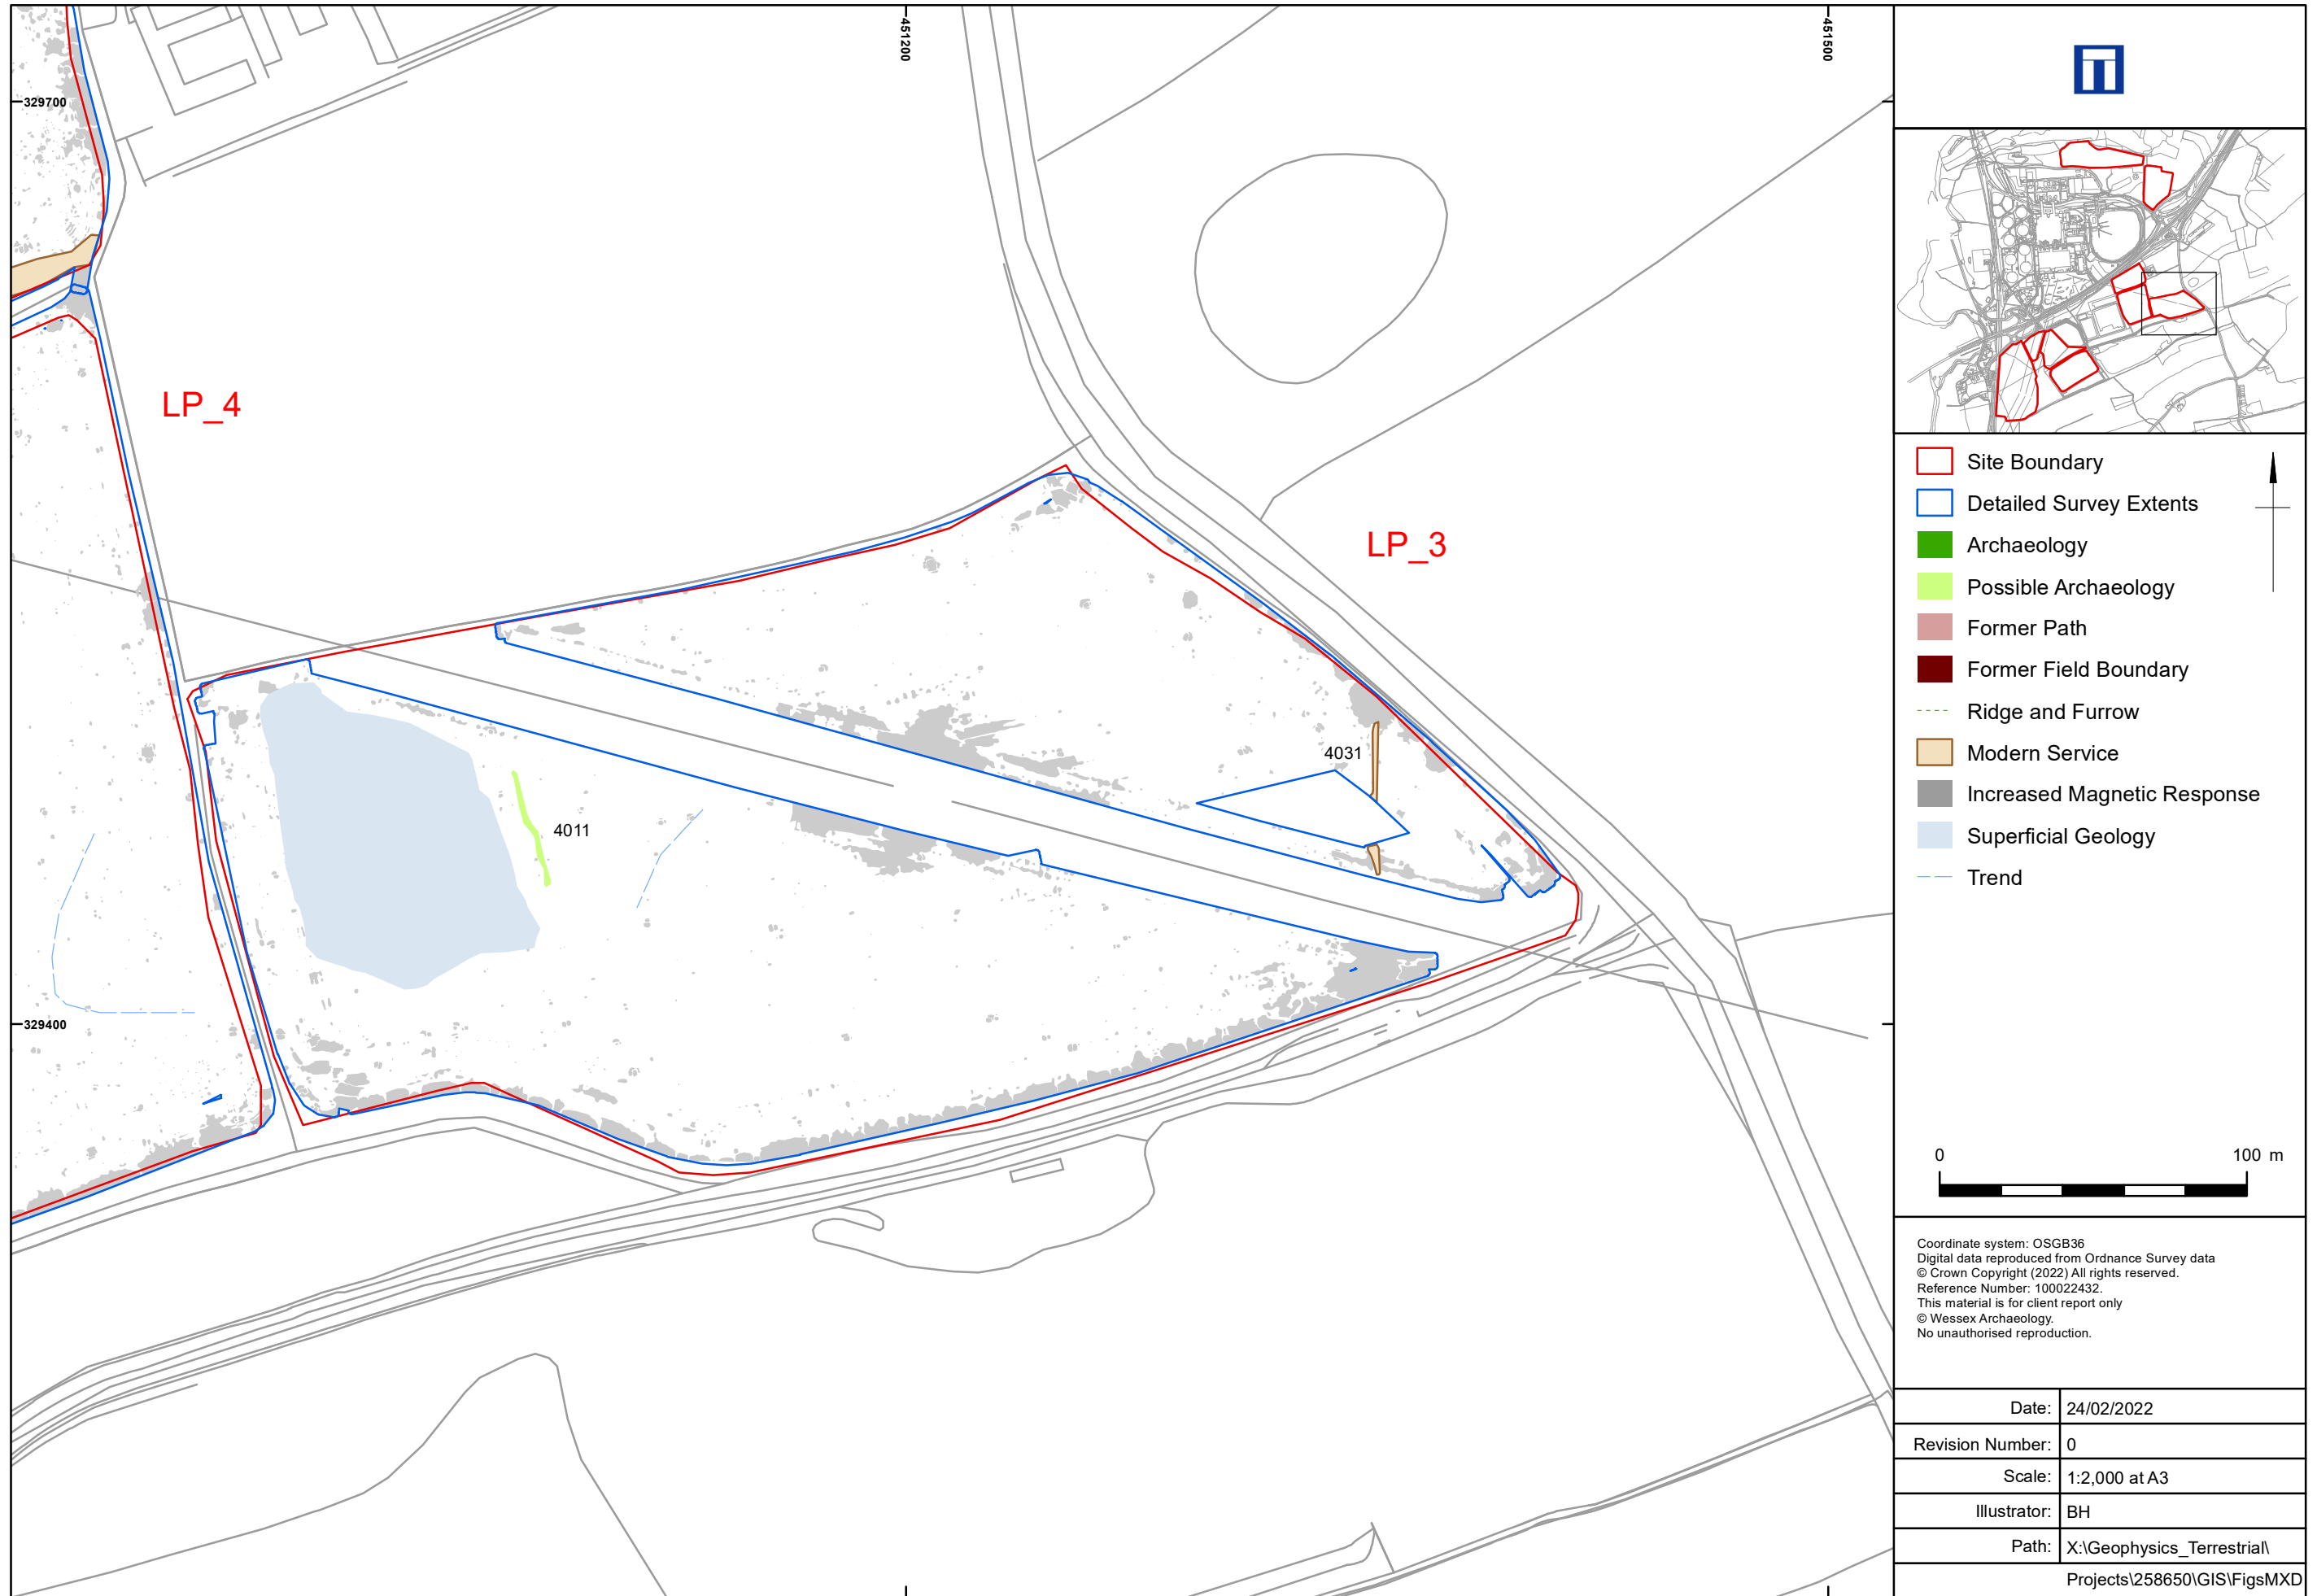 451200
451500
329700
LP_4
LP_3
4031
4011
329400
Site Boundary
Detailed Survey Extents
Archaeology
Possible Archaeology
Former Path
Former Field Boundary
Ridge and Furrow
Modern Service
Increased Magnetic Response
Superficial Geology
Trend
0 100 m
Coordinate system: OSGB36
Digital data reproduced from Ordnance Survey data
© Crown Copyright (2022) All rights reserved.
Reference Number: 100022432.
This material is for client report only
© Wessex Archaeology.
No unauthorised reproduction.
Date: 24/02/2022
Revision Number: 0
Scale: 1:2,000 at A3
Illustrator: BH
Path: X:\Geophysics_Terrestrial\
Projects\258650\GIS\FigsMXD